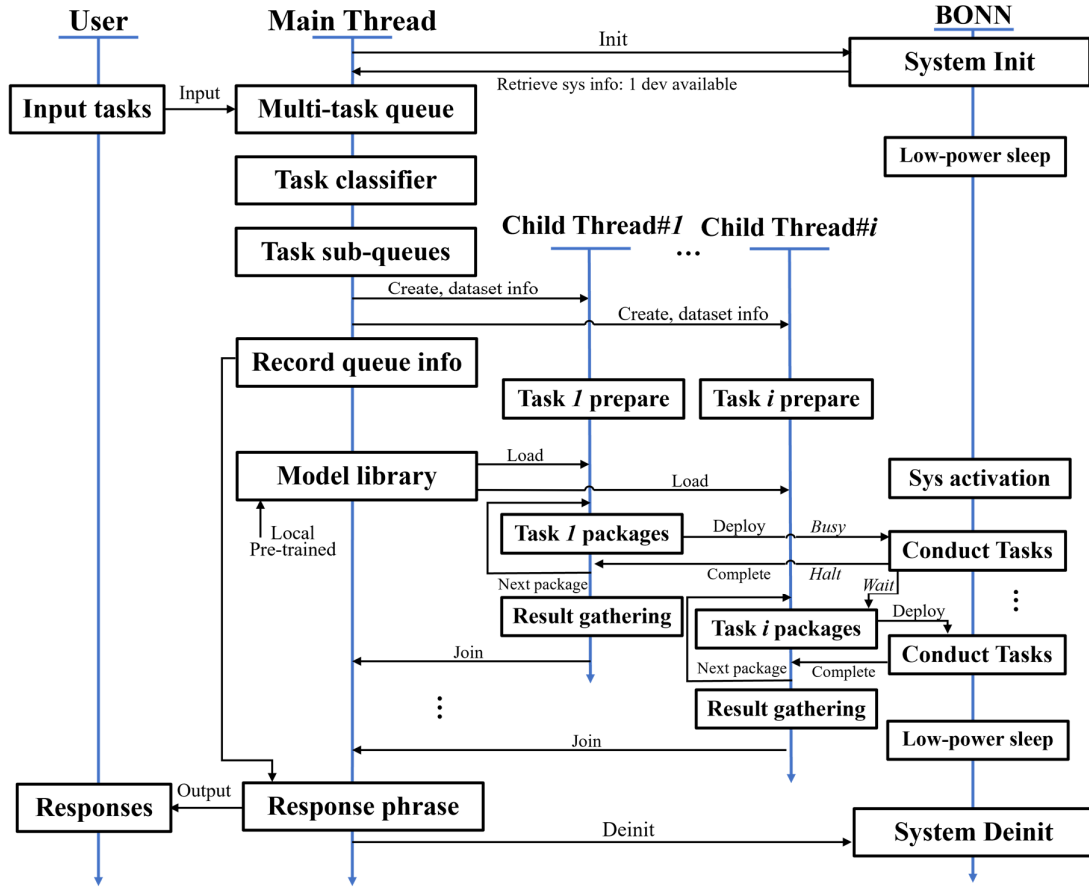 User
Main Thread
BONN
Init
System Init
Retrieve sys info: 1 dev available
Input tasks
Input
Multi-task queue
Low-power sleep
Task classifier
Child Thread#1
Child Thread#i
...
Task sub-queues
Create, dataset info
Create, dataset info
Record queue info
Task 1 prepare
Task i prepare
Model library
Load
Load
Sys activation
Local
Pre-trained
Task 1 packages
Deploy
Busy
Conduct Tasks
Complete
Halt
Next package
Wait
...
Result gathering
Task i packages
Deploy
Conduct Tasks
Join
Next package
Complete
...
Result gathering
Low-power sleep
Join
Responses
Output
Response phrase
Deinit
System Deinit